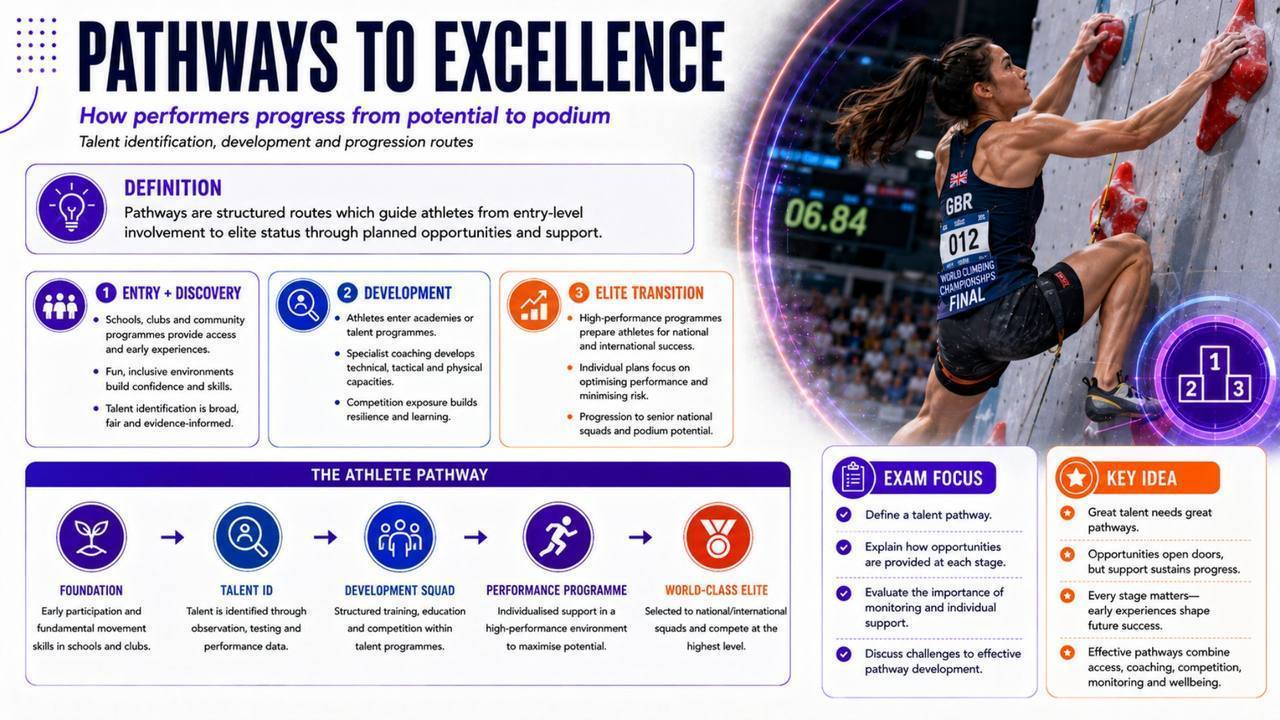 PATHWAYS TO EXCELLENCE
How performers progress from potential to podium
Talent identification, development and progression routes
DEFINITION
Pathways are structured routes which guide athletes from entry-level
involvement to elite status through planned opportunities and support.
1 ENTRY + DISCOVERY
Schools, clubs and community
programmes provide access
and early experiences.
Fun, inclusive environments
build confidence and skills.
Talent identification is broad,
fair and evidence-informed.
2 DEVELOPMENT
Athletes enter academies or
talent programmes.
Specialist coaching develops
technical, tactical and physical
capacities.
Competition exposure builds
resilience and learning.
3 ELITE TRANSITION
High-performance programmes
prepare athletes for national
and international success.
Individual plans focus on
optimising performance and
minimising risk.
Progression to senior national
squads and podium potential.
06.84
GBR
012
WORLD CLIMBING
CHAMPIONSHIPS
FINAL
1
2 3
THE ATHLETE PATHWAY
FOUNDATION
Early participation and
fundamental movement
skills in schools and clubs.
TALENT ID
Talent is identified through
observation, testing and
performance data.
DEVELOPMENT SQUAD
Structured training, education
and competition within
talent programmes.
PERFORMANCE PROGRAMME
Individualised support in a
high-performance environment
to maximise potential.
WORLD-CLASS ELITE
Selected to national/international
squads and compete at the
highest level.
EXAM FOCUS
Define a talent pathway.
Explain how opportunities
are provided at each stage.
Evaluate the importance of
monitoring and individual
support.
Discuss challenges to effective
pathway development.
KEY IDEA
Great talent needs great
pathways.
Opportunities open doors,
but support sustains progress.
Every stage matters—
early experiences shape
future success.
Effective pathways combine
access, coaching, competition,
monitoring and wellbeing.